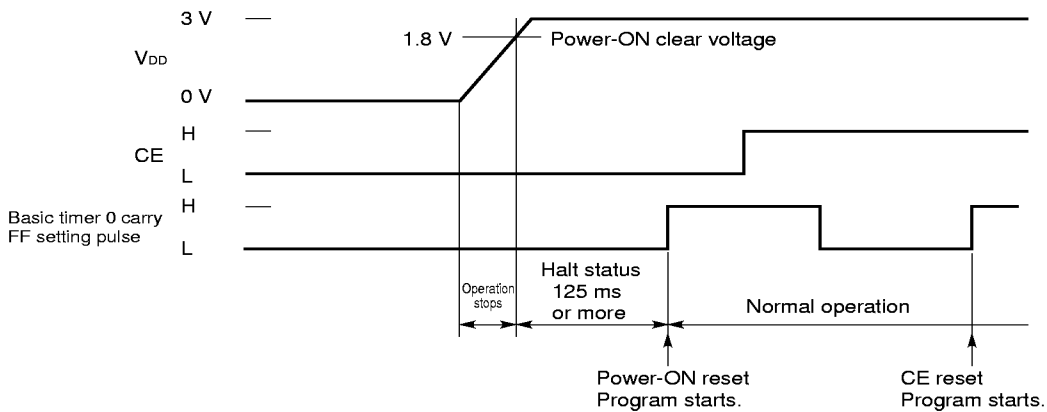 3 V
1.8 V
Power-ON clear voltage
VDD
0 V
H
CE
L
H
Basic timer 0 carry
FF setting pulse
L
Operation
stops
Halt status
125 ms
or more
Normal operation
Power-ON reset
Program starts.
CE reset
Program starts.